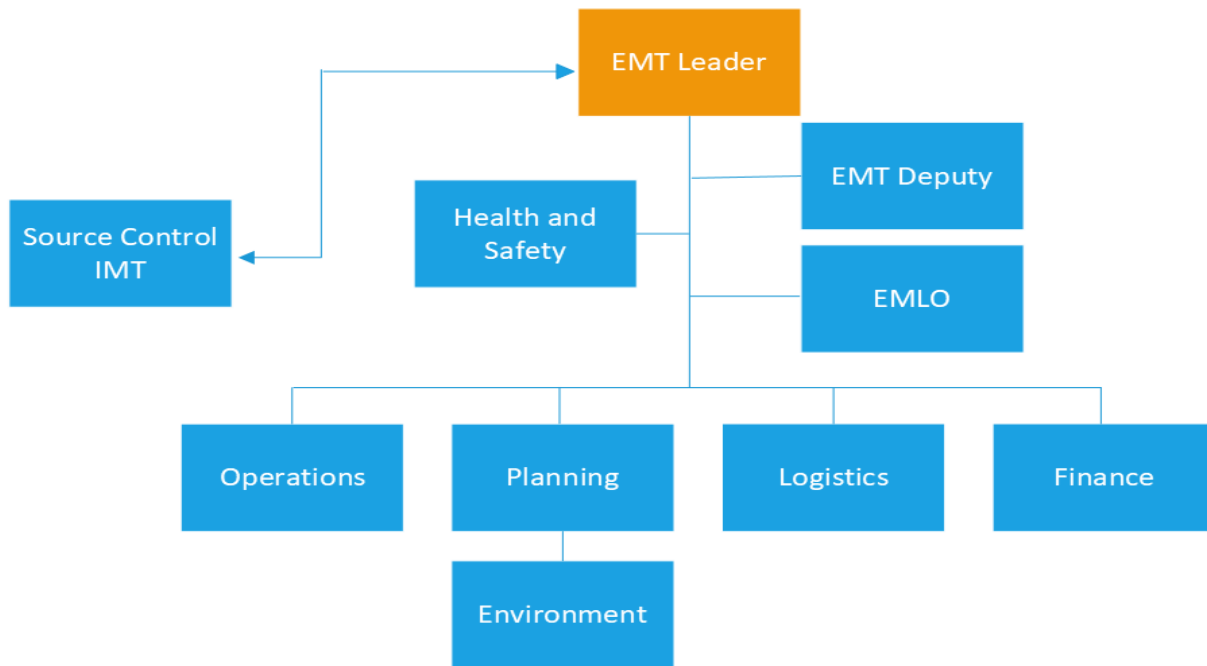 EMT Leader
EMT Deputy
Health and
Safety
Source Control
IMT
EMLO
Operations
Planning
Logistics
Finance
Environment